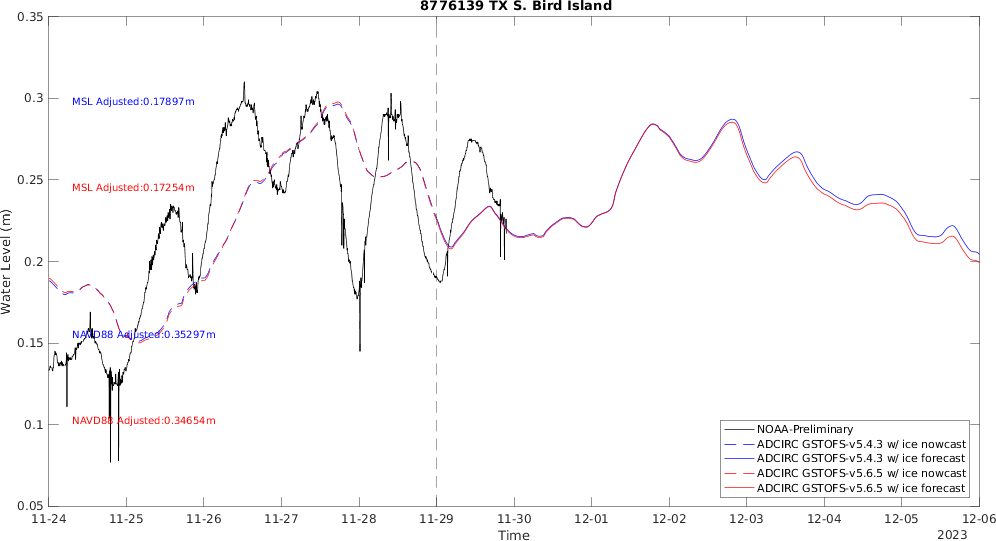 8776139 TX S. Bird Island
0.35
0.3
0.25
0.2
0.15
0.1
0.05
Water Level (m)
MSL Adjusted:0.17897m
MSL Adjusted:0.17254m
NAVD88 Adjusted:0.35297m
NAVD88 Adjusted:0.34654m
NOAA-Preliminary
ADCIRC GSTOFS-v5.4.3 w/ ice nowcast
ADCIRC GSTOFS-v5.4.3 w/ ice forecast
ADCIRC GSTOFS-v5.6.5 w/ ice nowcast
ADCIRC GSTOFS-v5.6.5 w/ ice forecast
11-24 11-25 11-26 11-27 11-28 11-29 11-30 12-01 12-02 12-03 12-04 12-05 12-06
Time
2023